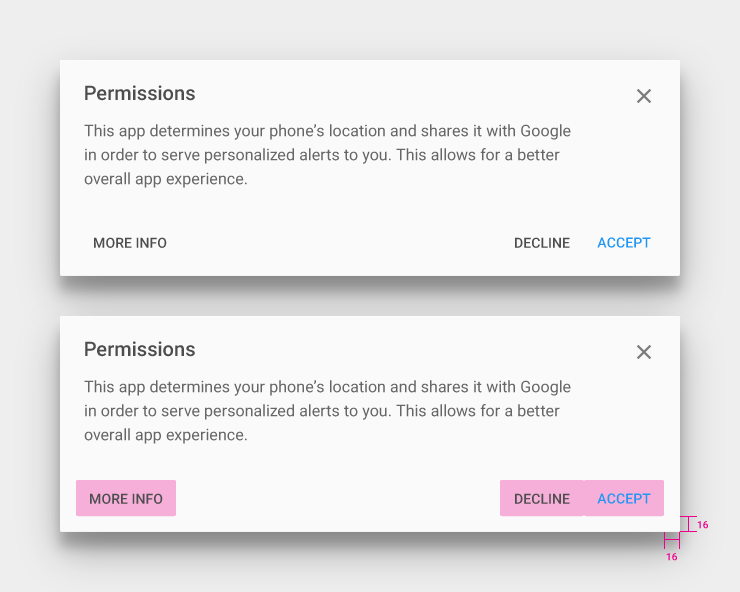 Permissions
This app determines your phone’s location and shares it with Google
in order to serve personalized alerts to you. This allows for a better
overall app experience.
MORE INFO DECLINE ACCEPT
Permissions
This app determines your phone’s location and shares it with Google
in order to serve personalized alerts to you. This allows for a better
overall app experience.
MORE INFO DECLINE ACCEPT
16
16